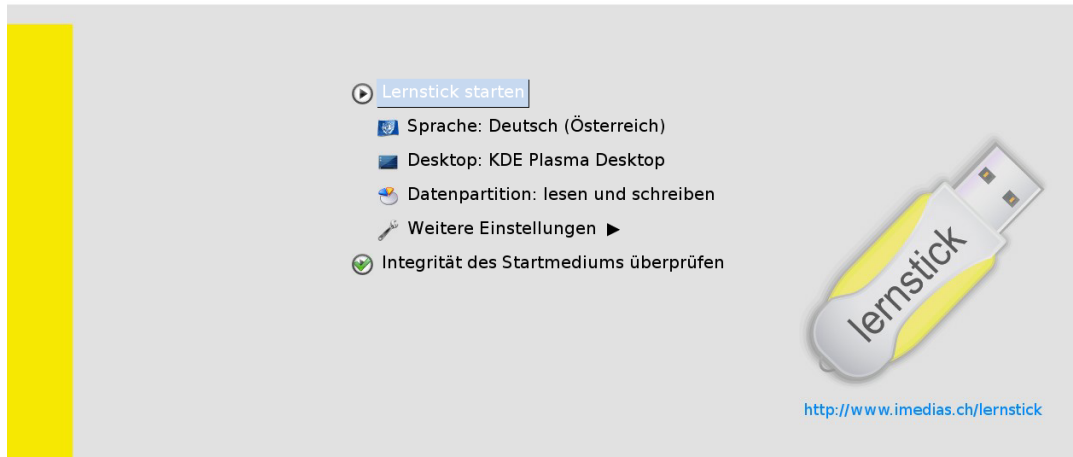 Lernstick starten
Sprache: Deutsch (Österreich)
Desktop: KDE Plasma Desktop
Datenpartition: lesen und schreiben
Weitere Einstellungen ▶
Integrität des Startmediums überprüfen
lernstick
http://www.imedias.ch/lernstick